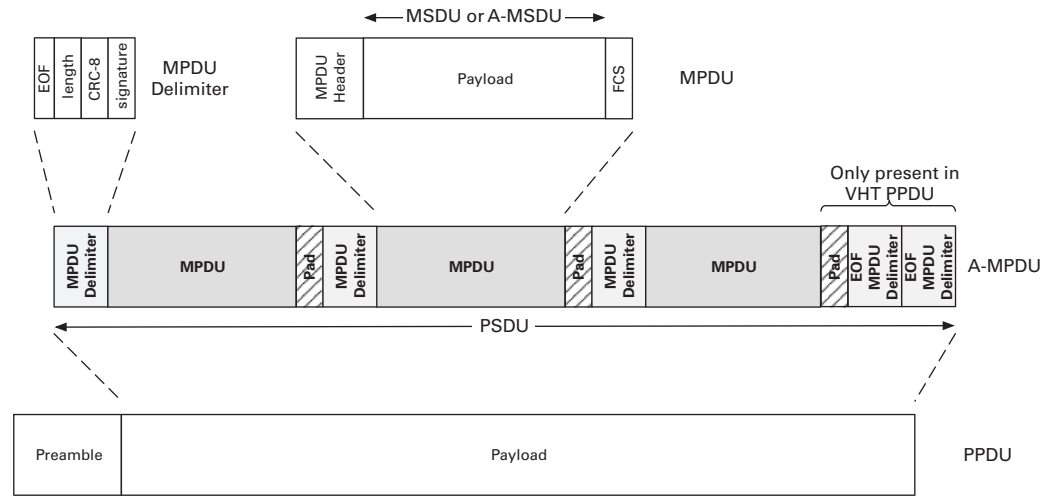 MSDU or A-MSDU
EOF
length
CRC-8
signature
MPDU
Delimiter
MPDU
Header
Payload
FCS
MPDU
Only present in
VHT PPDU
MPDU
Delimiter
MPDU
Pad
MPDU
Delimiter
MPDU
Pad
MPDU
Delimiter
MPDU
Pad
EOF
MPDU
Delimiter
EOF
MPDU
Delimiter
A-MPDU
PSDU
Preamble
Payload
PPDU